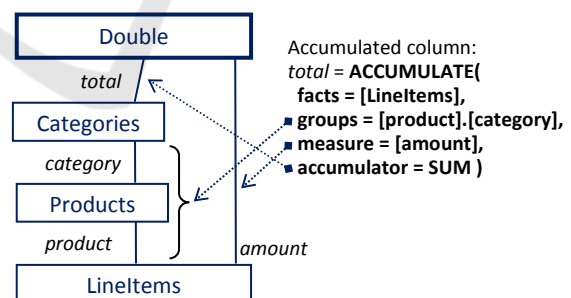 Double
total
Categories
category
Products
product
amount
LineItems
Accumulated column:
total = ACCUMULATE(
facts = [LineItems],
groups = [product].[category],
measure = [amount],
accumulator = SUM )